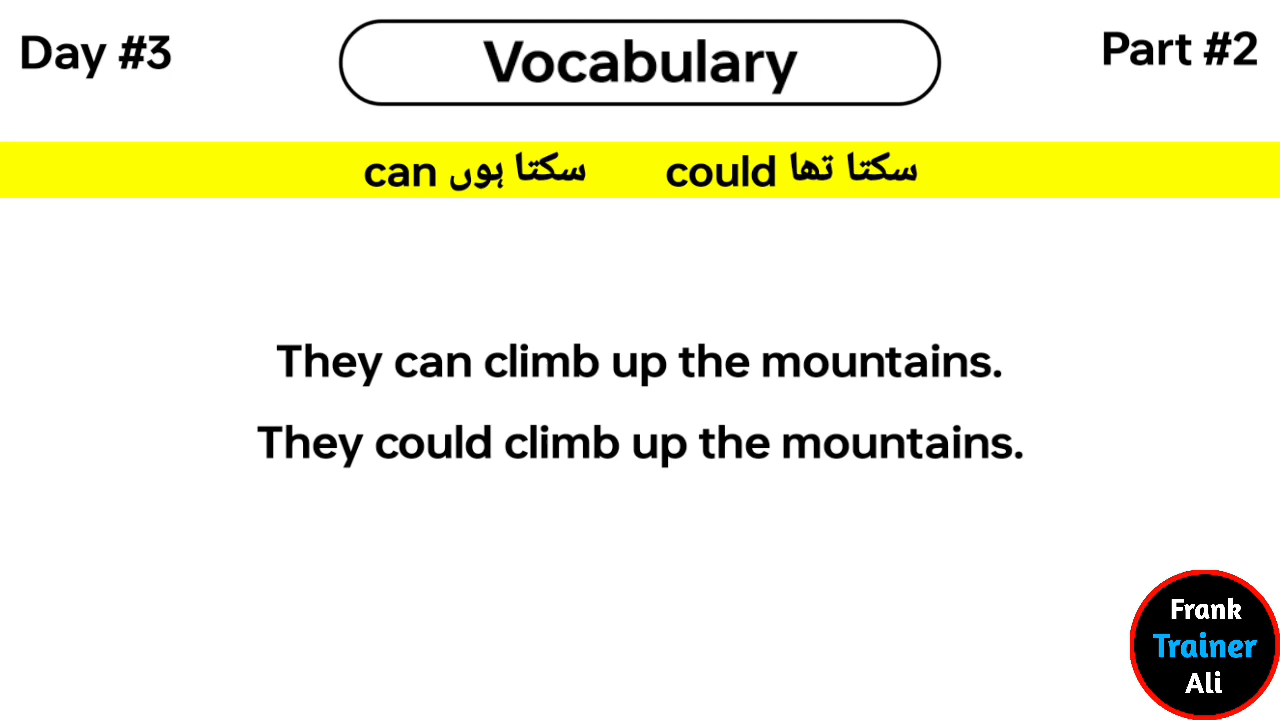 Day #3
Vocabulary
Part #2
can سکتا ہوں could سکتا تھا
They can climb up the mountains.
They could climb up the mountains.
Frank
Trainer
Ali